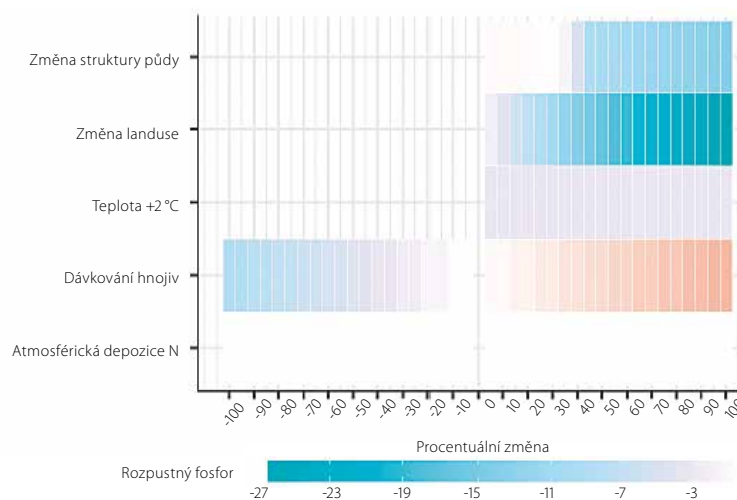 Změna struktury půdy
Změna landuse
Teplota +2 °C
Dávkování hnojiv
Atmosférická depozice N
-100 -90 -80 -70 -60 -50 -40 -30 -20 -10 0 10 20 30 40 50 60 70 80 90 100
Procentuální změna
Rozpustný fosfor
-27 -23 -19 -15 -11 -7 -3